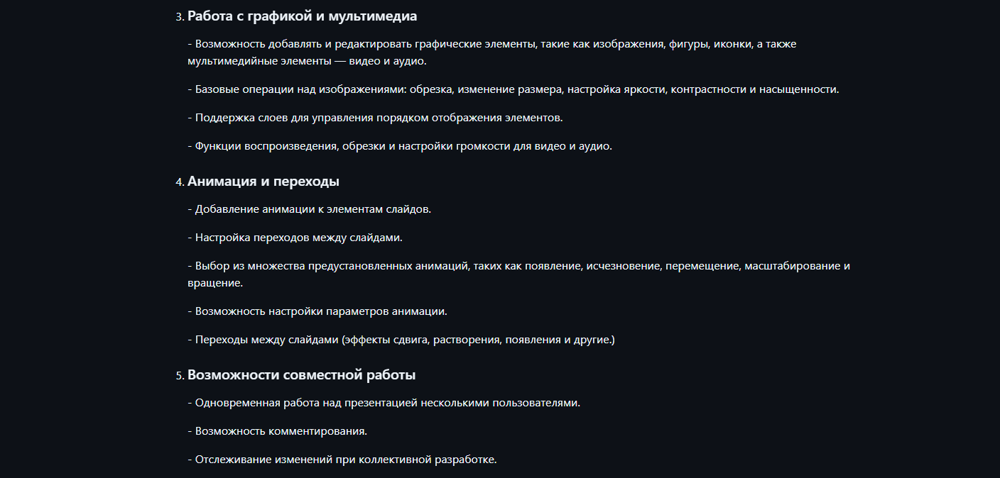 3. Работа с графикой и мультимедиа
- Возможность добавлять и редактировать графические элементы, такие как изображения, фигуры, иконки, а также
мультимедийные элементы — видео и аудио.
- Базовые операции над изображениями: обрезка, изменение размера, настройка яркости, контрастности и насыщенности.
- Поддержка слоев для управления порядком отображения элементов.
- Функции воспроизведения, обрезки и настройки громкости для видео и аудио.
4. Анимация и переходы
- Добавление анимации к элементам слайдов.
- Настройка переходов между слайдами.
- Выбор из множества предустановленных анимаций, таких как появление, исчезновение, перемещение, масштабирование и
вращение.
- Возможность настройки параметров анимации.
- Переходы между слайдами (эффекты сдвига, растворения, появления и другие.)
5. Возможности совместной работы
- Одновременная работа над презентацией несколькими пользователями.
- Возможность комментирования.
- Отслеживание изменений при коллективной разработке.